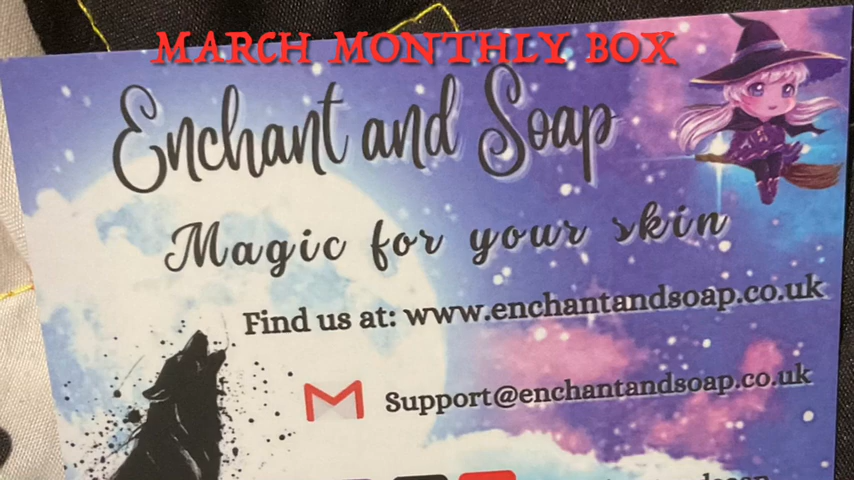 MARCH MONTHLY BOX
Enchant and Soap
Magic for your skin
Find us at: www.enchantandsoap.co.uk
Support@enchantandsoap.co.uk